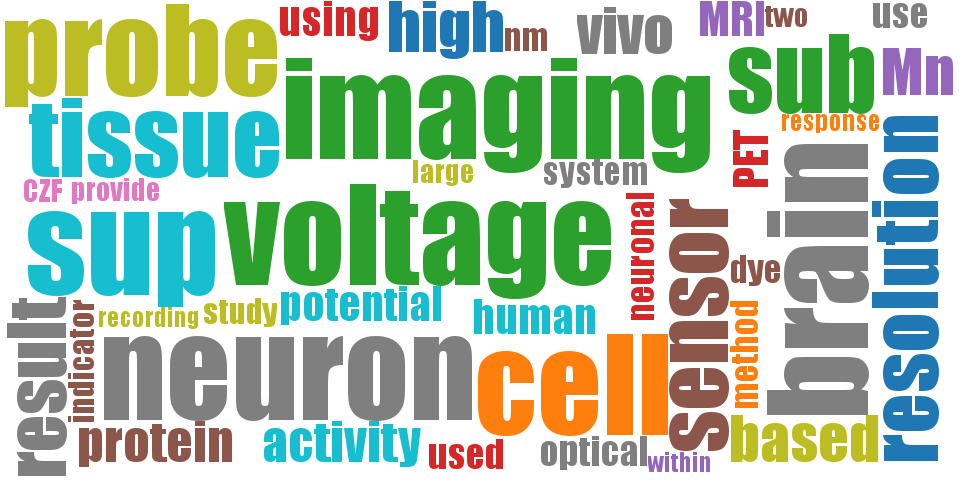 probe
using
high
nm
vivo
MRI
two
use
imaging
sub
Mn
tissue
response
large
system
PET
CZF
provide
sup
voltage
neuronal
sensor
dye
brain
resolution
result
indicator
recording
study
potential
human
method
neuron
cell
protein
activity
used
optical
within
based